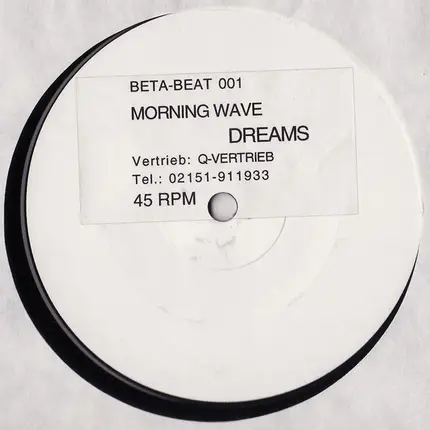 BETA-BEAT 001
MORNING WAVE
DREAMS
Vertrieb: Q-VERTRIEB
Tel.: 02151-911933
45 RPM